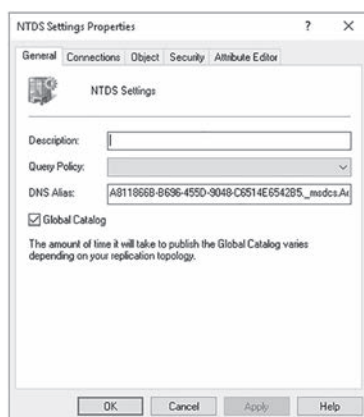 NTDS Settings Properties
? ×
General Connections Object Security Attribute Editor
NTDS Settings
Description:
Query Policy:
DNS Alias: A811866B-B696-455D-9048-C6514E6542B5._msdcs.Ad
Global Catalog
The amount of time it will take to publish the Global Catalog varies
depending on your replication topology.
OK Cancel Apply Help